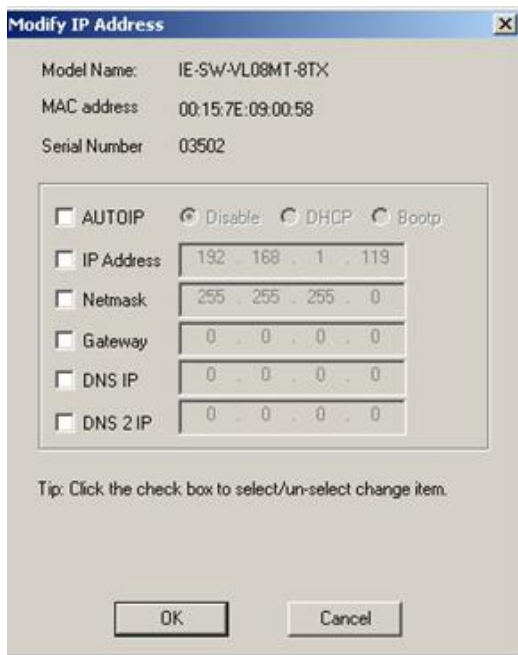 Modify IP Address
Model Name: IE-SW-VL08MT-8TX
MAC address 00:15:7E:09:00:58
Serial Number 03502
AUTOIP Disable DHCP Bootp
IP Address 192 . 168 . 1 . 119
Netmask 255 . 255 . 255 . 0
Gateway 0 . 0 . 0 . 0
DNS IP 0 . 0 . 0 . 0
DNS 2 IP 0 . 0 . 0 . 0
Tip: Click the check box to select/un-select change item.
OK Cancel